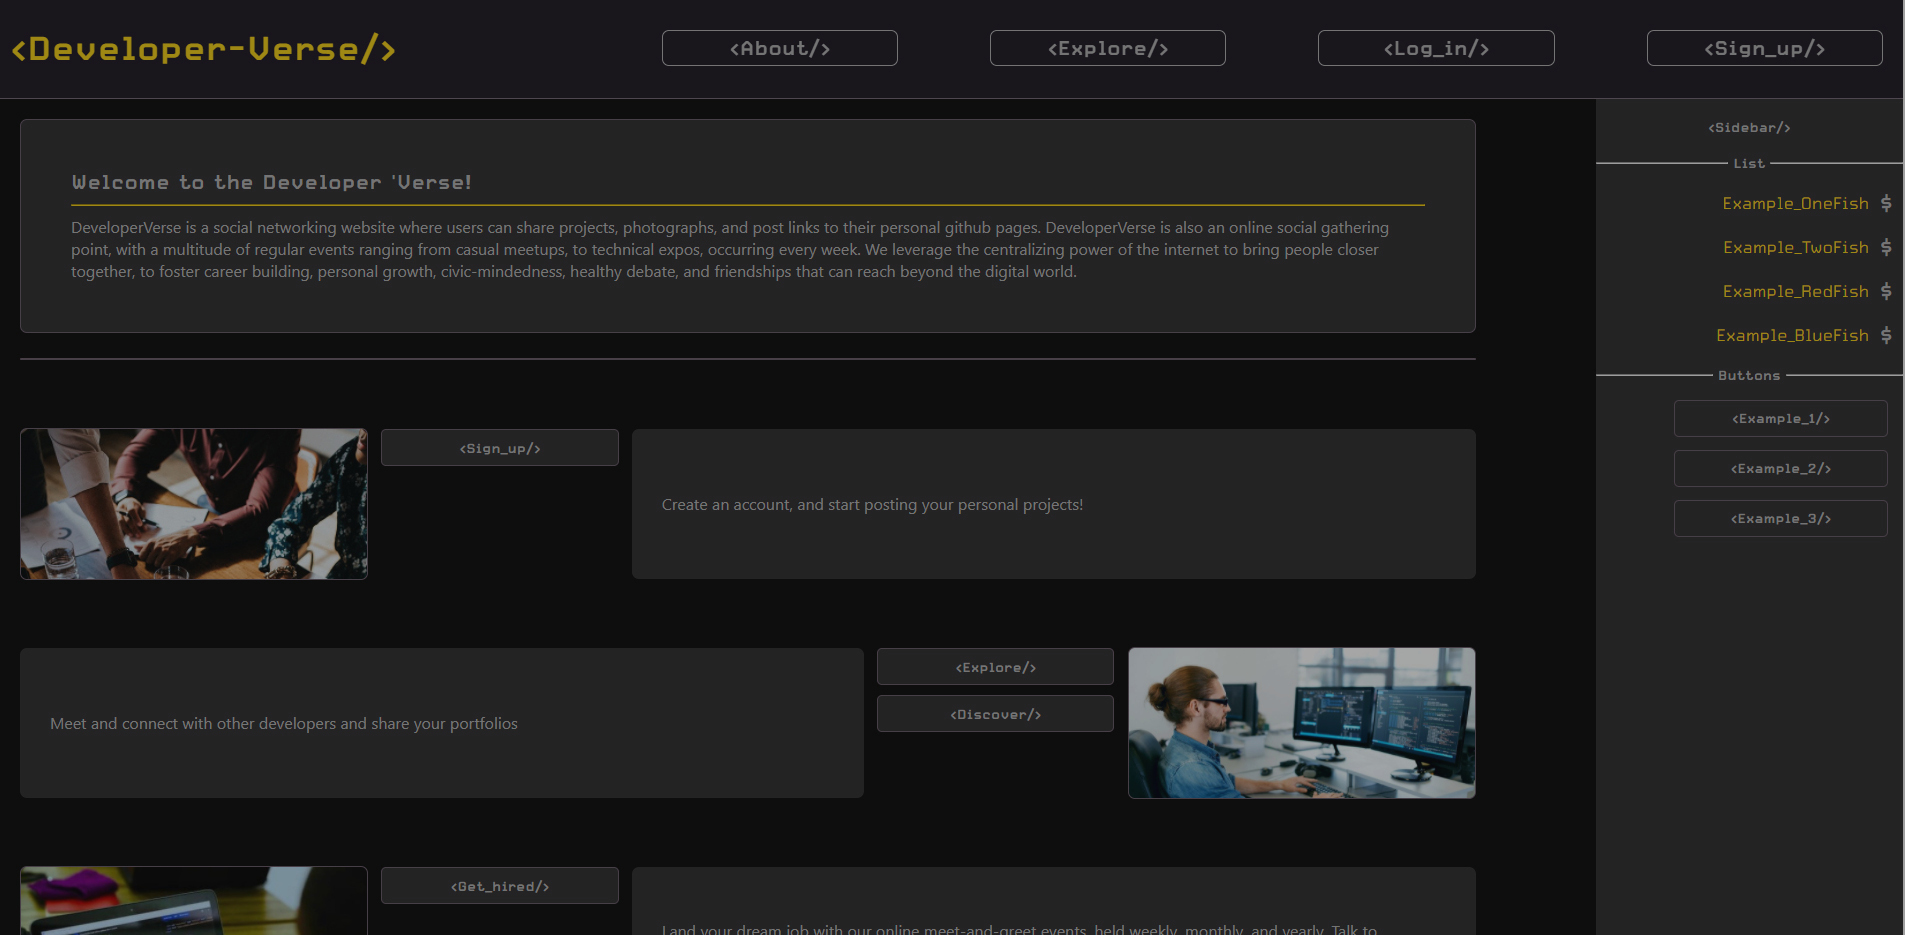 <Developer-Verse/>
<About/>
<Explore/>
<Log_in/>
<Sign_up/>
Welcome to the Developer 'Verse!
DeveloperVerse is a social networking website where users can share projects, photographs, and post links to their personal github pages. DeveloperVerse is also an online social gathering
point, with a multitude of regular events ranging from casual meetups, to technical expos, occurring every week. We leverage the centralizing power of the internet to bring people closer
together, to foster career building, personal growth, civic-mindedness, healthy debate, and friendships that can reach beyond the digital world.
<Sign_up/>
Create an account, and start posting your personal projects!
Meet and connect with other developers and share your portfolios
<Explore/>
<Discover/>
<Get_hired/>
Land your dream job with our online meet-and-greet events, held weekly, monthly, and yearly. Talk to
<Sidebar/>
List
Example_OneFish $
Example_TwoFish $
Example_RedFish $
Example_BlueFish $
Buttons
<Example_1/>
<Example_2/>
<Example_3/>